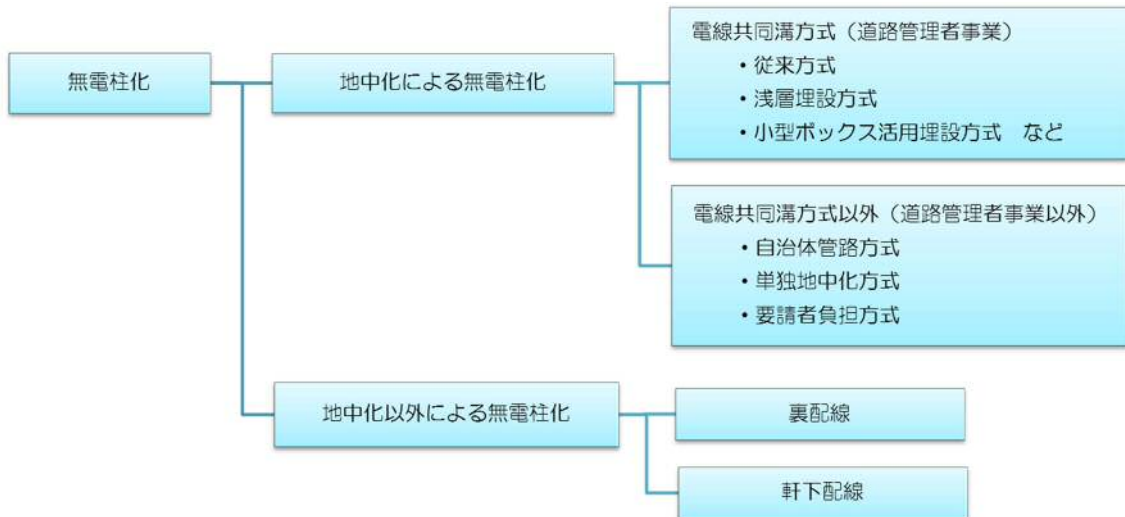 無電柱化
地中化による無電柱化
電線共同溝方式（道路管理者事業）
・従来方式
・浅層埋設方式
・小型ボックス活用埋設方式　など
電線共同溝方式以外（道路管理者事業以外）
・自治体管路方式
・単独地中化方式
・要請者負担方式
地中化以外による無電柱化
裏配線
軒下配線